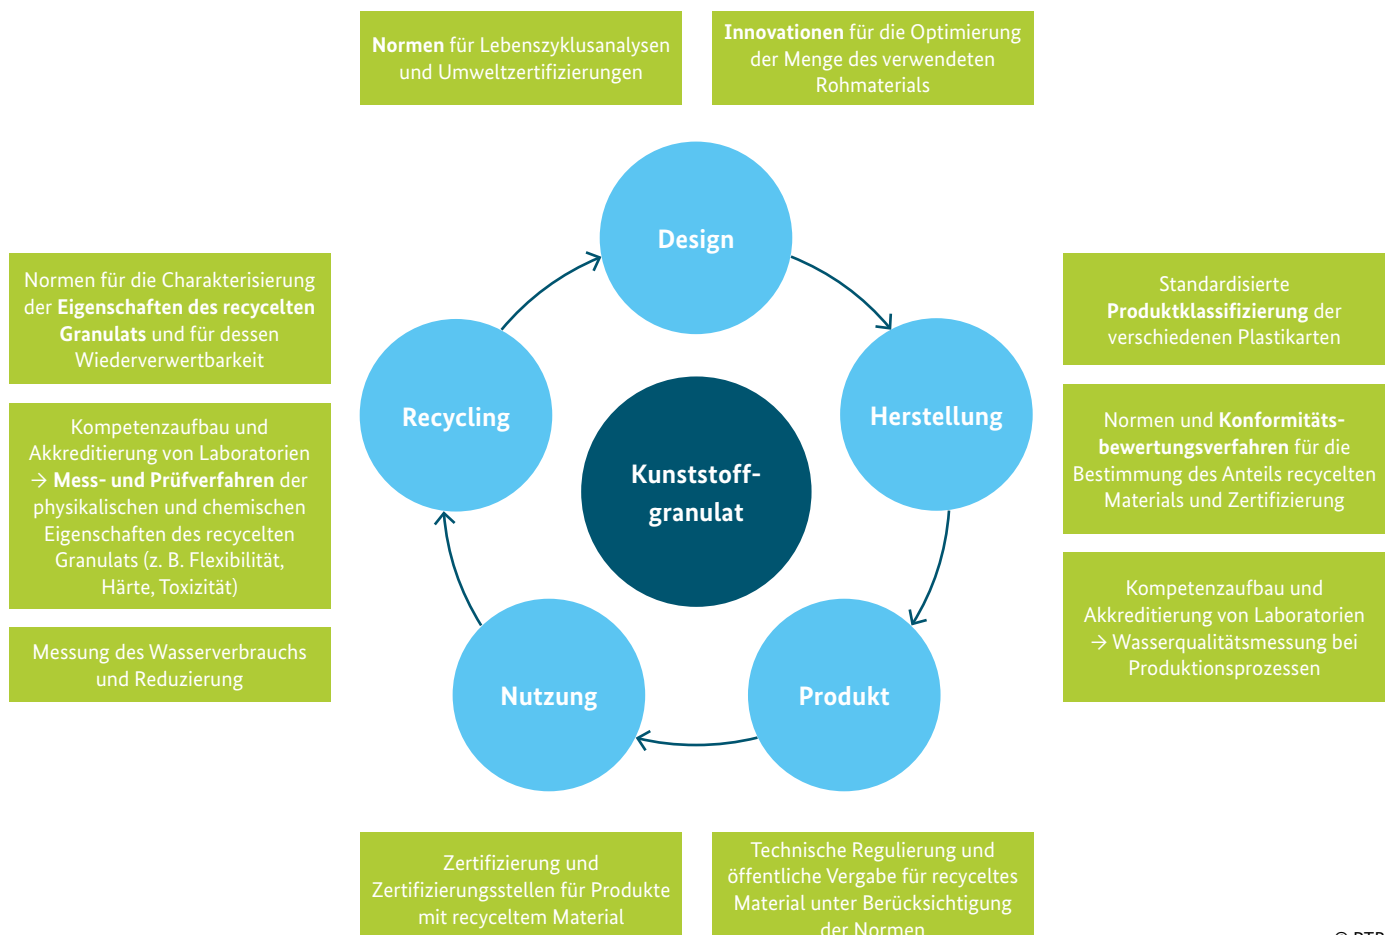 Normen für Lebenszyklusanalysen
und Umweltzertifizierungen
Innovationen für die Optimierung
der Menge des verwendeten
Rohmaterials
Design
Normen für die Charakterisierung
der Eigenschaften des recycelten
Granulats und für dessen
Wiederverwertbarkeit
Standardisierte
Produktklassifizierung der
verschiedenen Plastikarten
Recycling
Herstellung
Kunststoff-
granulat
Kompetenzaufbau und
Akkreditierung von Laboratorien
→ Mess- und Prüfverfahren der
physikalischen und chemischen
Eigenschaften des recycelten
Granulats (z. B. Flexibilität,
Härte, Toxizität)
Normen und Konformitäts-
bewertungsverfahren für die
Bestimmung des Anteils recycelten
Materials und Zertifizierung
Messung des Wasserverbrauchs
und Reduzierung
Kompetenzaufbau und
Akkreditierung von Laboratorien
→ Wasserqualitätsmessung bei
Produktionsprozessen
Nutzung
Produkt
Zertifizierung und
Zertifizierungsstellen für Produkte
mit recyceltem Material
Technische Regulierung und
öffentliche Vergabe für recyceltes
Material unter Berücksichtigung
der Normen
© PTB